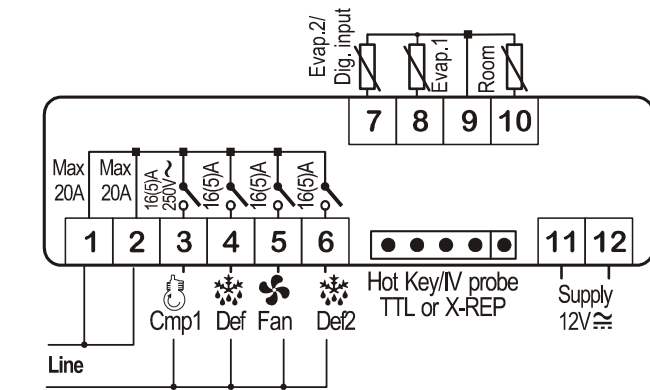 Evap.2/
Dig. input
Evap.1
Room
7 8 9 10
Max
20A
Max
20A
16(5)A
250V~
16(5)A
16(5)A
16(5)A
1 2 3 4 5 6
11 12
Cmp1 Def Fan Def2
Hot Key/IV probe
TTL or X-REP
Supply
12V≂
Line